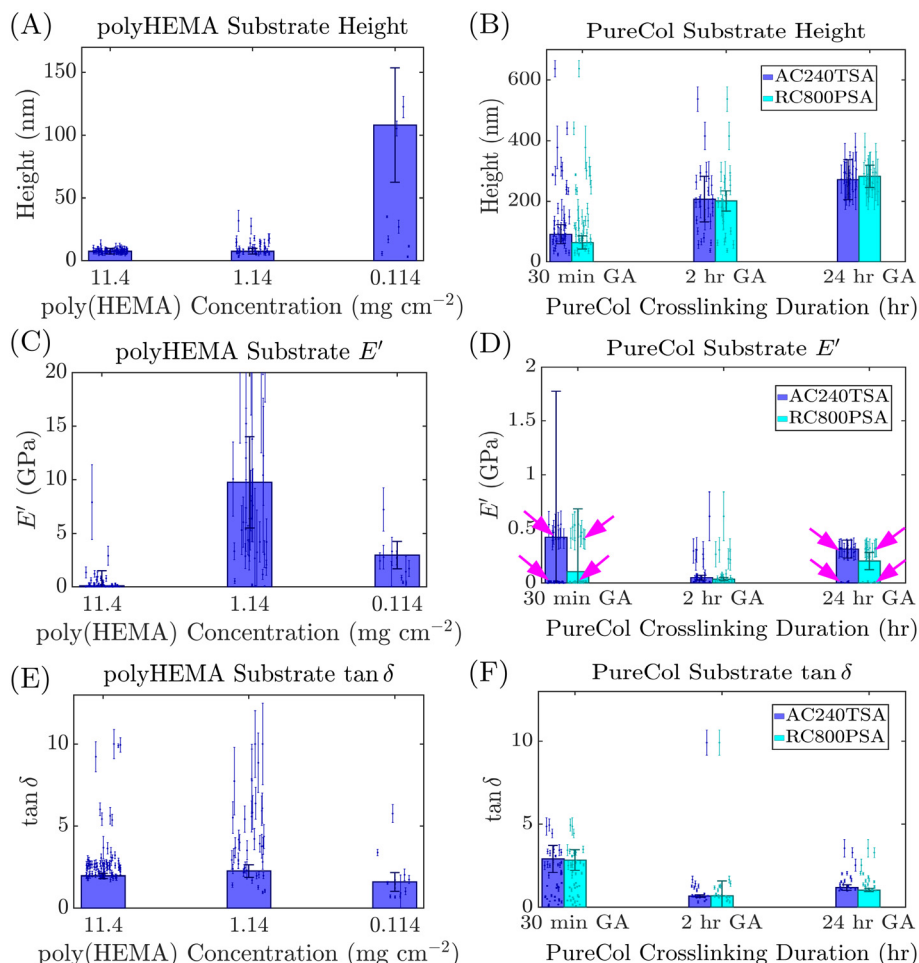 (A)
polyHEMA Substrate Height
150
100
50
0
Height (nm)
11.4 1.14 0.114
poly(HEMA) Concentration (mg cm−2)
(B)
PureCol Substrate Height
600
400
200
0
Height (nm)
AC240TSA
RC800PSA
30 min GA 2 hr GA 24 hr GA
PureCol Crosslinking Duration (hr)
(C)
polyHEMA Substrate E′
20
15
10
5
0
E′ (GPa)
11.4 1.14 0.114
poly(HEMA) Concentration (mg cm−2)
(D)
PureCol Substrate E′
2
1.5
1
0.5
0
E′ (GPa)
AC240TSA
RC800PSA
30 min GA 2 hr GA 24 hr GA
PureCol Crosslinking Duration (hr)
(E)
polyHEMA Substrate tan δ
10
5
0
tan δ
11.4 1.14 0.114
poly(HEMA) Concentration (mg cm−2)
(F)
PureCol Substrate tan δ
10
5
0
tan δ
AC240TSA
RC800PSA
30 min GA 2 hr GA 24 hr GA
PureCol Crosslinking Duration (hr)